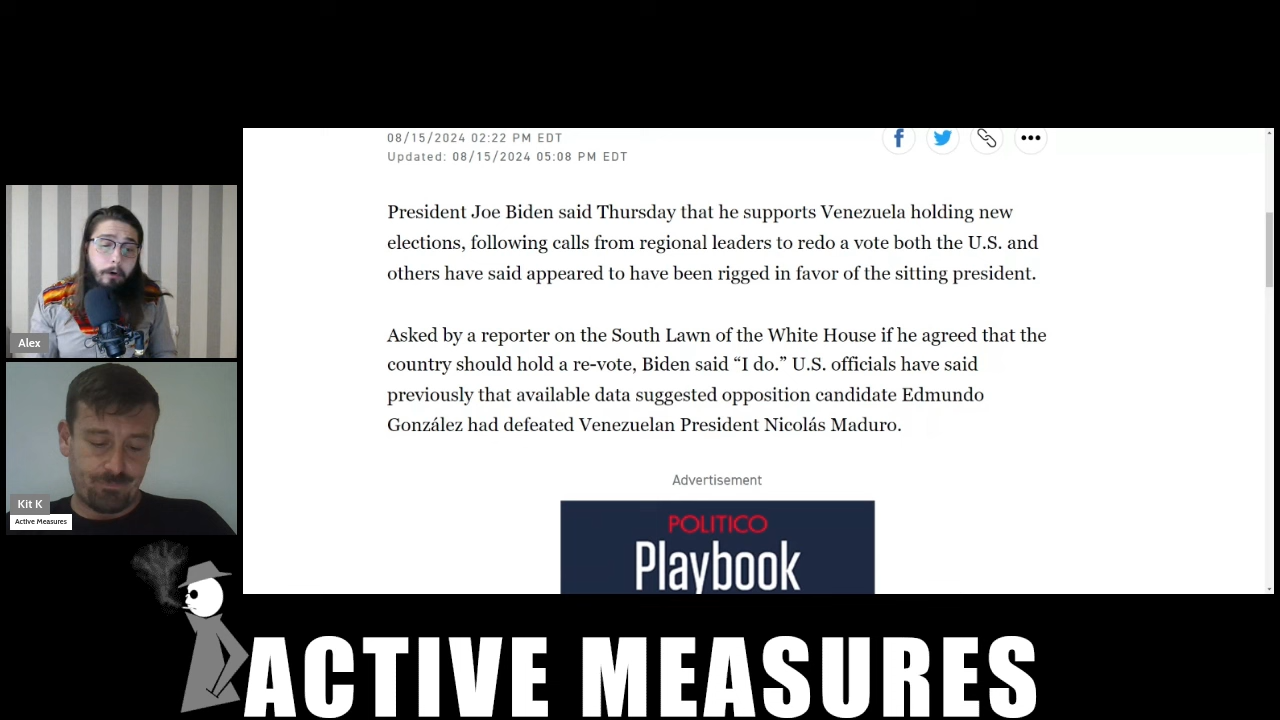 08/15/2024 02:22 PM EDT
Updated: 08/15/2024 05:08 PM EDT
President Joe Biden said Thursday that he supports Venezuela holding new
elections, following calls from regional leaders to redo a vote both the U.S. and
others have said appeared to have been rigged in favor of the sitting president.
Asked by a reporter on the South Lawn of the White House if he agreed that the
country should hold a re-vote, Biden said “I do.” U.S. officials have said
previously that available data suggested opposition candidate Edmundo
González had defeated Venezuelan President Nicolás Maduro.
Advertisement
POLITICO
Playbook
Alex
Kit K
Active Measures
ACTIVE MEASURES